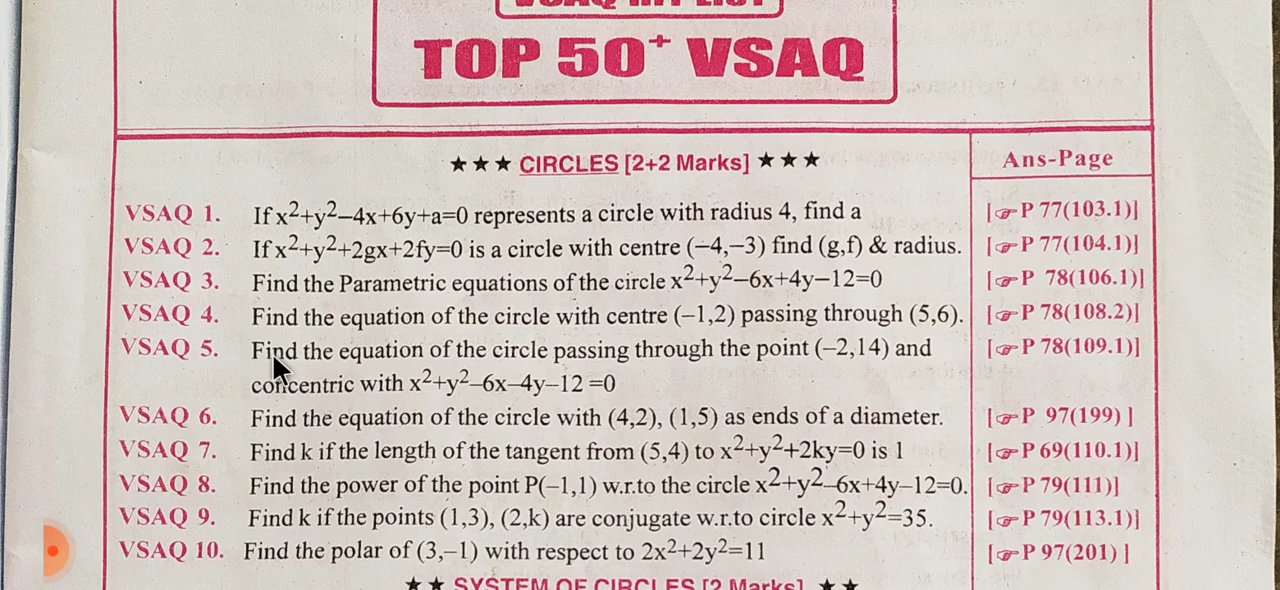 VSAQ HIT LIST
TOP 50+ VSAQ
★★★ CIRCLES [2+2 Marks] ★★★ Ans-Page
VSAQ 1. If x²+y²–4x+6y+a=0 represents a circle with radius 4, find a [☞P 77(103.1)]
VSAQ 2. If x²+y²+2gx+2fy=0 is a circle with centre (−4,−3) find (g,f) & radius. [☞P 77(104.1)]
VSAQ 3. Find the Parametric equations of the circle x²+y²–6x+4y−12=0 [☞P 78(106.1)]
VSAQ 4. Find the equation of the circle with centre (−1,2) passing through (5,6). [☞P 78(108.2)]
VSAQ 5. Find the equation of the circle passing through the point (−2,14) and [☞P 78(109.1)]
concentric with x²+y²–6x–4y–12 =0
VSAQ 6. Find the equation of the circle with (4,2), (1,5) as ends of a diameter. [☞P 97(199) ]
VSAQ 7. Find k if the length of the tangent from (5,4) to x²+y²+2ky=0 is 1 [☞P 69(110.1)]
VSAQ 8. Find the power of the point P(−1,1) w.r.to the circle x²+y²–6x+4y–12=0. [☞P 79(111)]
VSAQ 9. Find k if the points (1,3), (2,k) are conjugate w.r.to circle x²+y²=35. [☞P 79(113.1)]
VSAQ 10. Find the polar of (3,−1) with respect to 2x²+2y²=11 [☞P 97(201) ]
★★ SYSTEM OF CIRCLES [2 Marks] ★★